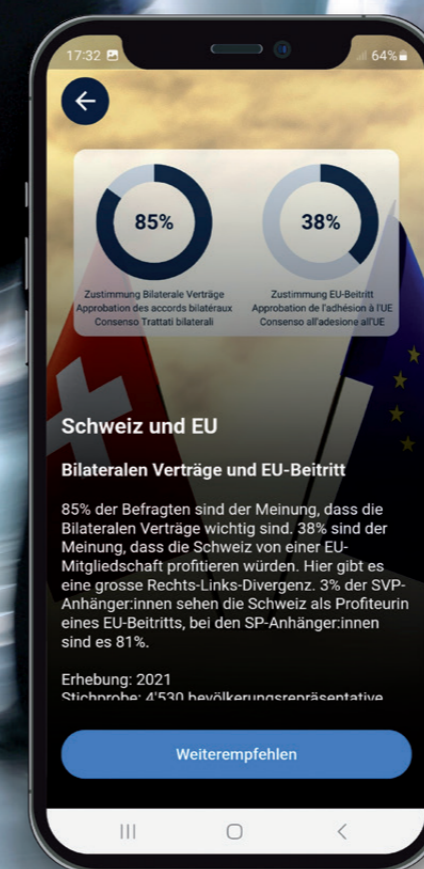 17:32
64%
85%
38%
Zustimmung Bilaterale Verträge
Approbation des accords bilatéraux
Consenso Trattati bilaterali
Zustimmung EU-Beitritt
Approbation de l'adhésion à l'UE
Consenso all'adesione all'UE
Schweiz und EU
Bilateralen Verträge und EU-Beitritt
85% der Befragten sind der Meinung, dass die
Bilateralen Verträge wichtig sind. 38% sind der
Meinung, dass die Schweiz von einer EU-
Mitgliedschaft profitieren würden. Hier gibt es
eine grosse Rechts-Links-Divergenz. 3% der SVP-
Anhänger:innen sehen die Schweiz als Profiteurin
eines EU-Beitritts, bei den SP-Anhänger:innen
sind es 81%.
Erhebung: 2021
Stichprobe: 4'530 bevölkerungsrepräsentative
Weiterempfehlen